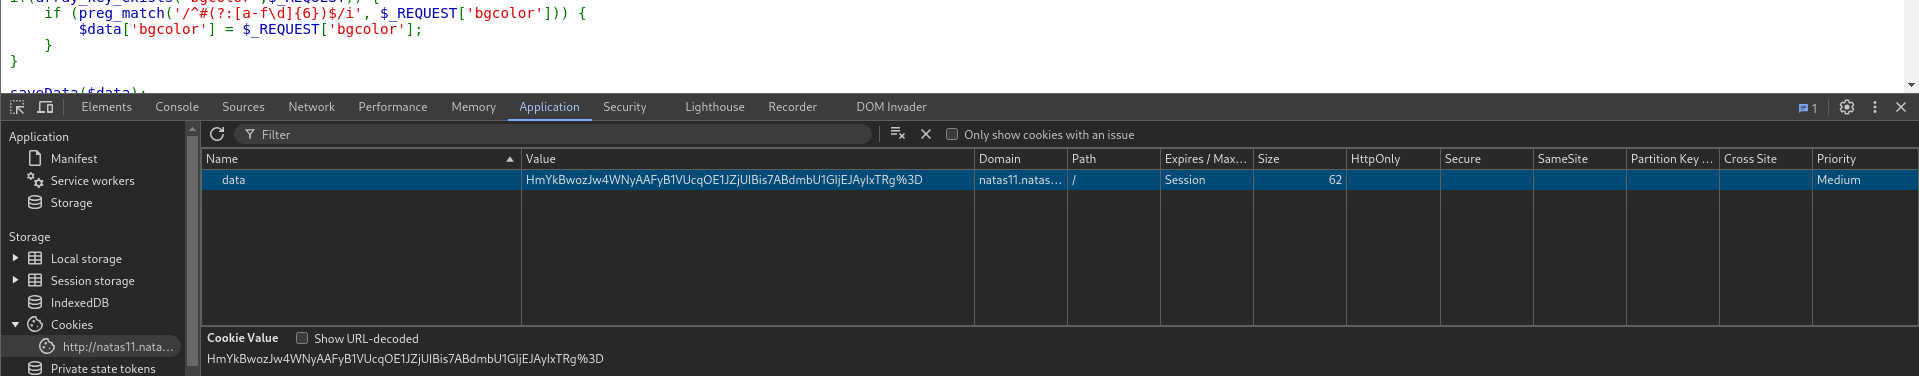 if (preg_match('/^#(?:[a-f\d]{6})$/i', $_REQUEST['bgcolor'])) {
$data['bgcolor'] = $_REQUEST['bgcolor'];
}
}
saveData($data);
Elements Console Sources Network Performance Memory Application Security Lighthouse Recorder DOM Invader 1
Application
Manifest
Service workers
Storage
Storage
Local storage
Session storage
IndexedDB
Cookies
http://natas11.nata...
Private state tokens
Filter Only show cookies with an issue
Name Value Domain Path Expires / Max... Size HttpOnly Secure SameSite Partition Key ... Cross Site Priority
data HmYkBwozJw4WNyAAFyB1VUcqOE1JZjUIBis7ABdmbU1GIjEJAyIxTRg%3D natas11.natas... / Session 62 Medium
Cookie Value Show URL-decoded
HmYkBwozJw4WNyAAFyB1VUcqOE1JZjUIBis7ABdmbU1GIjEJAyIxTRg%3D